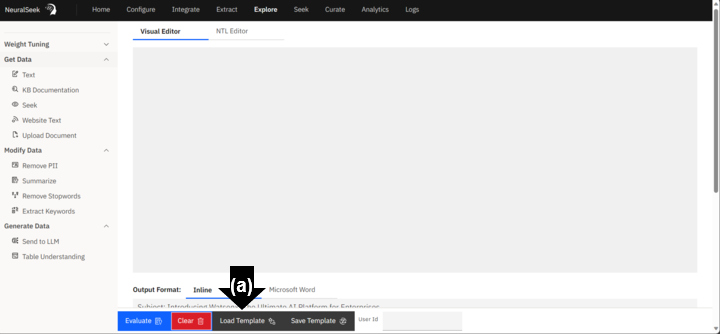 NeuralSeek Home Configure Integrate Extract Explore Seek Curate Analytics Logs
Weight Tuning
Get Data
Text
KB Documentation
Seek
Website Text
Upload Document
Modify Data
Remove PII
Summarize
Remove Stopwords
Extract Keywords
Generate Data
Send to LLM
Table Understanding
Visual Editor NTL Editor
Output Format: Inline Microsoft Word
(a)
Subject: Introducing the Ultimate AI Platform for Enterprises
Evaluate Clear Load Template Save Template User Id